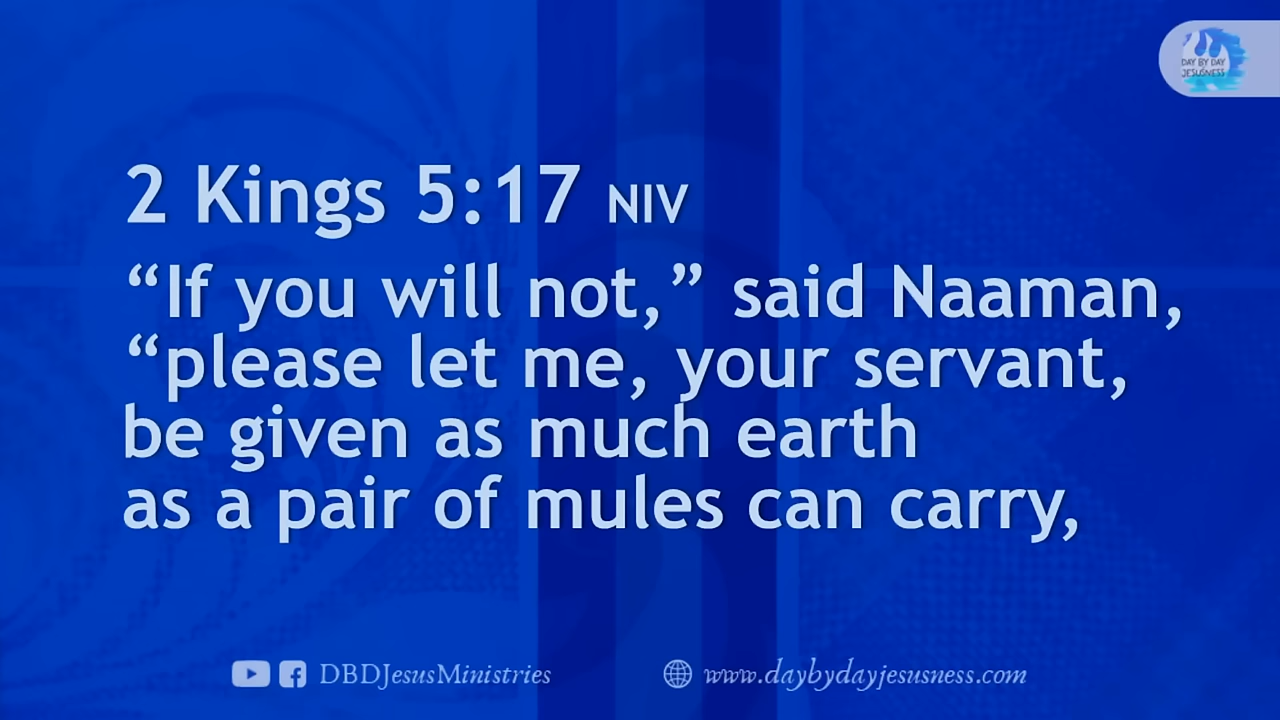 DAY BY DAY
JESUSNESS
2 Kings 5:17 NIV
“If you will not,” said Naaman,
“please let me, your servant,
be given as much earth
as a pair of mules can carry,
DBDJesusMinistries
www.daybydayjesusness.com